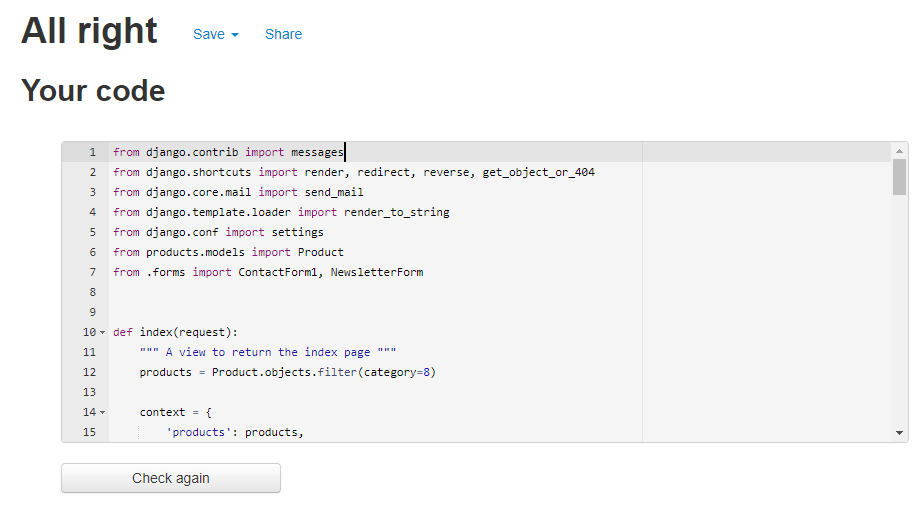 All right
Save Share
Your code
1 from django.contrib import messages
2 from django.shortcuts import render, redirect, reverse, get_object_or_404
3 from django.core.mail import send_mail
4 from django.template.loader import render_to_string
5 from django.conf import settings
6 from products.models import Product
7 from .forms import ContactForm1, NewsletterForm
8
9
10 def index(request):
11     """ A view to return the index page """
12     products = Product.objects.filter(category=8)
13
14     context = {
15         'products': products,
Check again